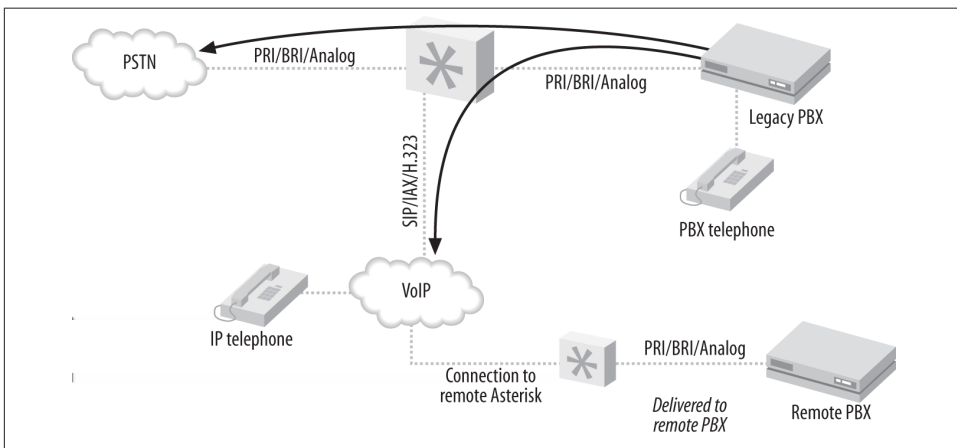 PSTN
PRI/BRI/Analog
PRI/BRI/Analog
Legacy PBX
SIP/IAX/H.323
PBX telephone
VoIP
IP telephone
Connection to
remote Asterisk
PRI/BRI/Analog
Delivered to
remote PBX
Remote PBX